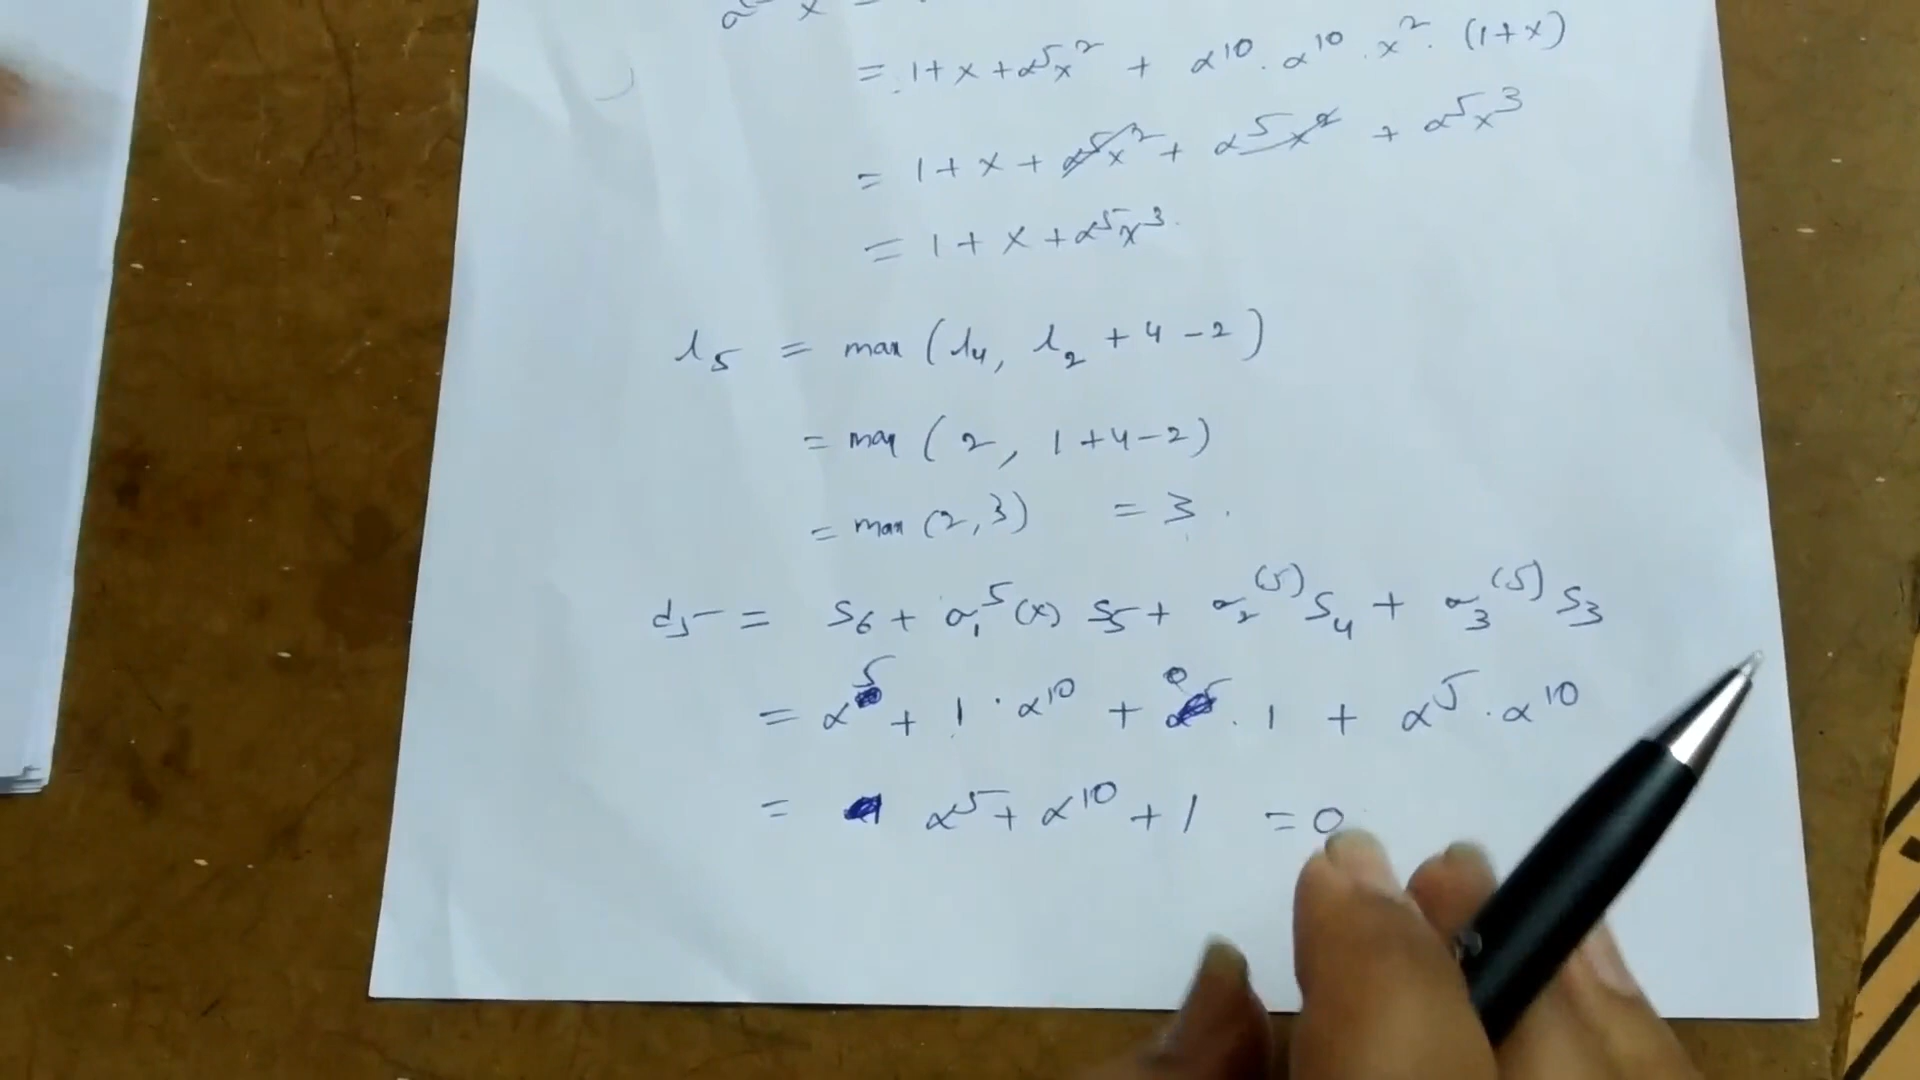 = 1 + x + α⁵x² + α¹⁰ . α¹⁰ . x² . (1+x)
= 1 + x + α⁵x² + α⁵x² + α⁵x³
= 1 + x + α⁵x³.
l₅ = max (l₄, l₂ + 4 - 2)
= max (2, 1 + 4 - 2)
= max (2, 3) = 3.
d₅ = S₆ + σ₁⁵(x) S₅ + σ₂⁽⁵⁾ S₄ + σ₃⁽⁵⁾ S₃
= α⁵ + 1 . α¹⁰ + 0 . 1 + α⁵ . α¹⁰
= α⁵ + α¹⁰ + 1 = 0